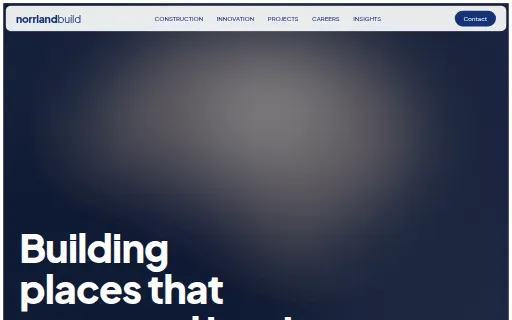 norrlandbuild
CONSTRUCTION INNOVATION PROJECTS CAREERS INSIGHTS
Contact
Building
places that